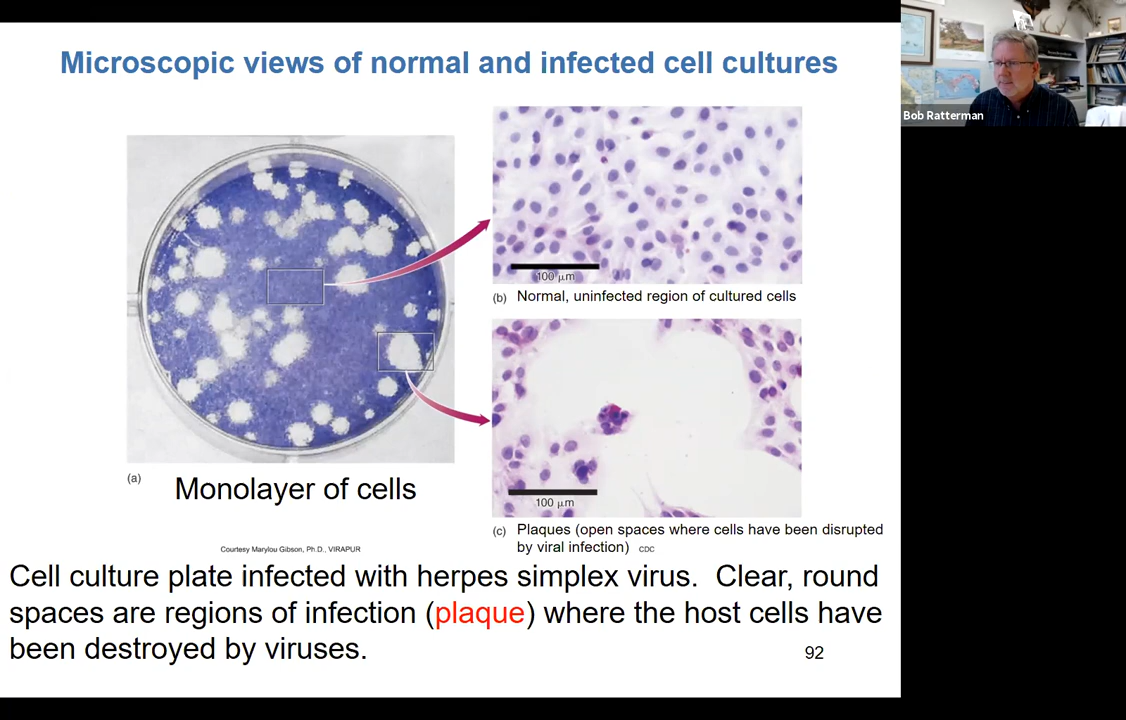 Microscopic views of normal and infected cell cultures
Bob Ratterman
100 μm
(b) Normal, uninfected region of cultured cells
(a)
Monolayer of cells
100 μm
(c) Plaques (open spaces where cells have been disrupted
by viral infection) CDC
Courtesy Marylou Gibson, Ph.D., VIRAPUR
Cell culture plate infected with herpes simplex virus. Clear, round
spaces are regions of infection (plaque) where the host cells have
been destroyed by viruses.
92